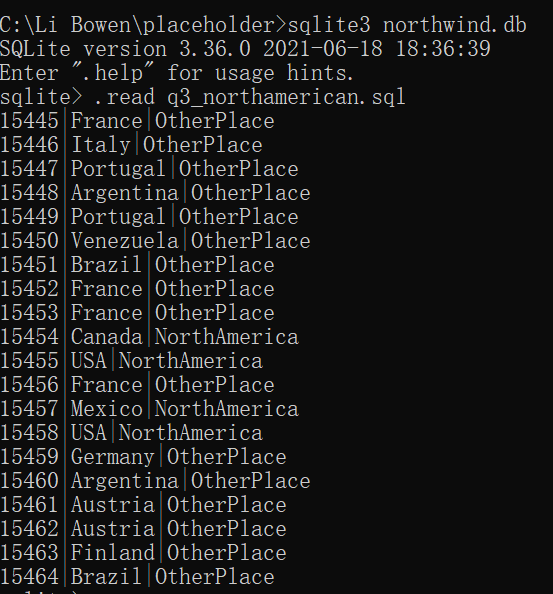 C:\Li Bowen\placeholder>sqlite3 northwind.db
SQLite version 3.36.0 2021-06-18 18:36:39
Enter ".help" for usage hints.
sqlite> .read q3_northamerican.sql
15445|France|OtherPlace
15446|Italy|OtherPlace
15447|Portugal|OtherPlace
15448|Argentina|OtherPlace
15449|Portugal|OtherPlace
15450|Venezuela|OtherPlace
15451|Brazil|OtherPlace
15452|France|OtherPlace
15453|France|OtherPlace
15454|Canada|NorthAmerica
15455|USA|NorthAmerica
15456|France|OtherPlace
15457|Mexico|NorthAmerica
15458|USA|NorthAmerica
15459|Germany|OtherPlace
15460|Argentina|OtherPlace
15461|Austria|OtherPlace
15462|Austria|OtherPlace
15463|Finland|OtherPlace
15464|Brazil|OtherPlace